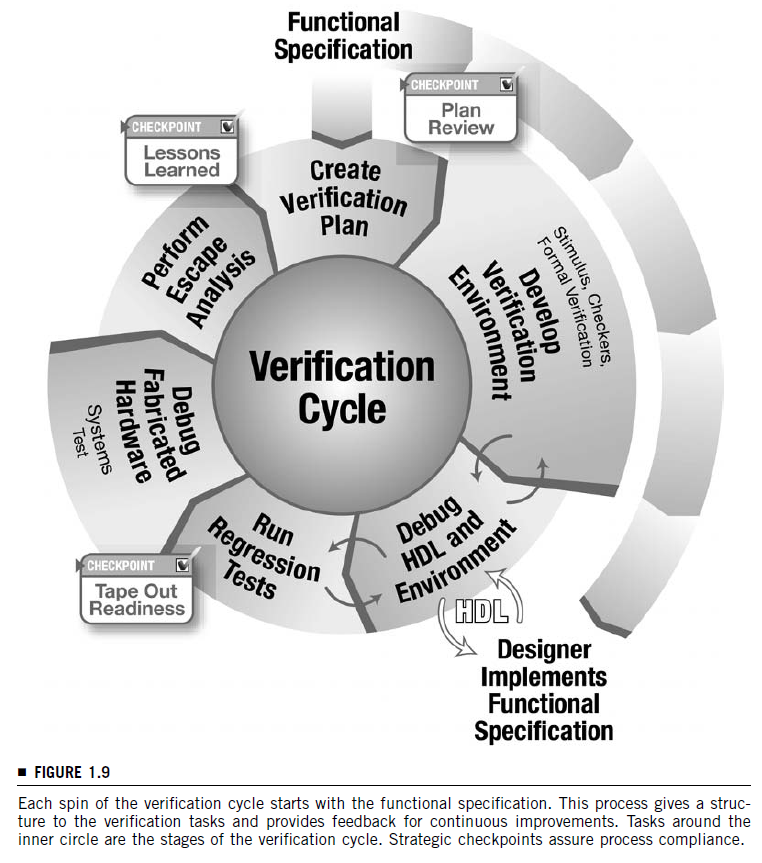 Functional
Specification
CHECKPOINT
Plan
Review
CHECKPOINT
Lessons
Learned
Create
Verification
Plan
Develop
Verification
Environment
Stimulus, Checkers,
Formal Verification
Perform
Escape
Analysis
Verification
Cycle
Debug
Fabricated
Hardware
Systems
Test
Debug
HDL and
Environment
Run
Regression
Tests
CHECKPOINT
Tape Out
Readiness
HDL
Designer
Implements
Functional
Specification
■ FIGURE 1.9
Each spin of the verification cycle starts with the functional specification. This process gives a struc-
ture to the verification tasks and provides feedback for continuous improvements. Tasks around the
inner circle are the stages of the verification cycle. Strategic checkpoints assure process compliance.